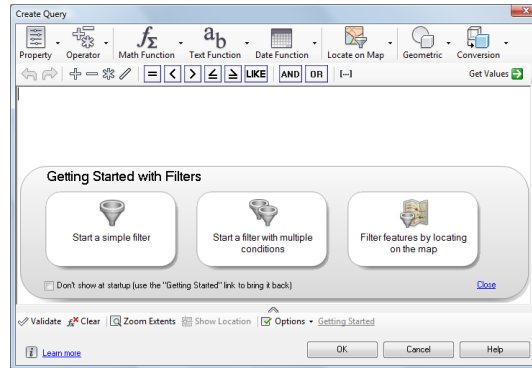 Create Query
Property Operator Math Function Text Function Date Function Locate on Map Geometric Conversion
= < > ≤ ≥ LIKE AND OR [...] Get Values
Getting Started with Filters
Start a simple filter
Start a filter with multiple
conditions
Filter features by locating
on the map
Don't show at startup (use the "Getting Started" link to bring it back)
Close
Validate Clear Zoom Extents Show Location Options Getting Started
Learn more
OK Cancel Help